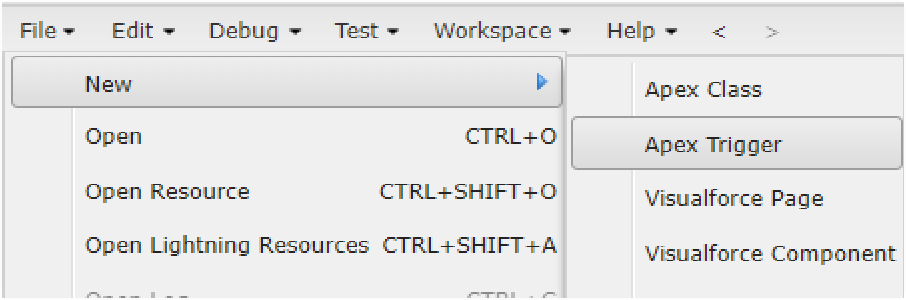 File Edit Debug Test Workspace Help < >
New
Apex Class
Open CTRL+O
Apex Trigger
Open Resource CTRL+SHIFT+O
Visualforce Page
Open Lightning Resources CTRL+SHIFT+A
Visualforce Component